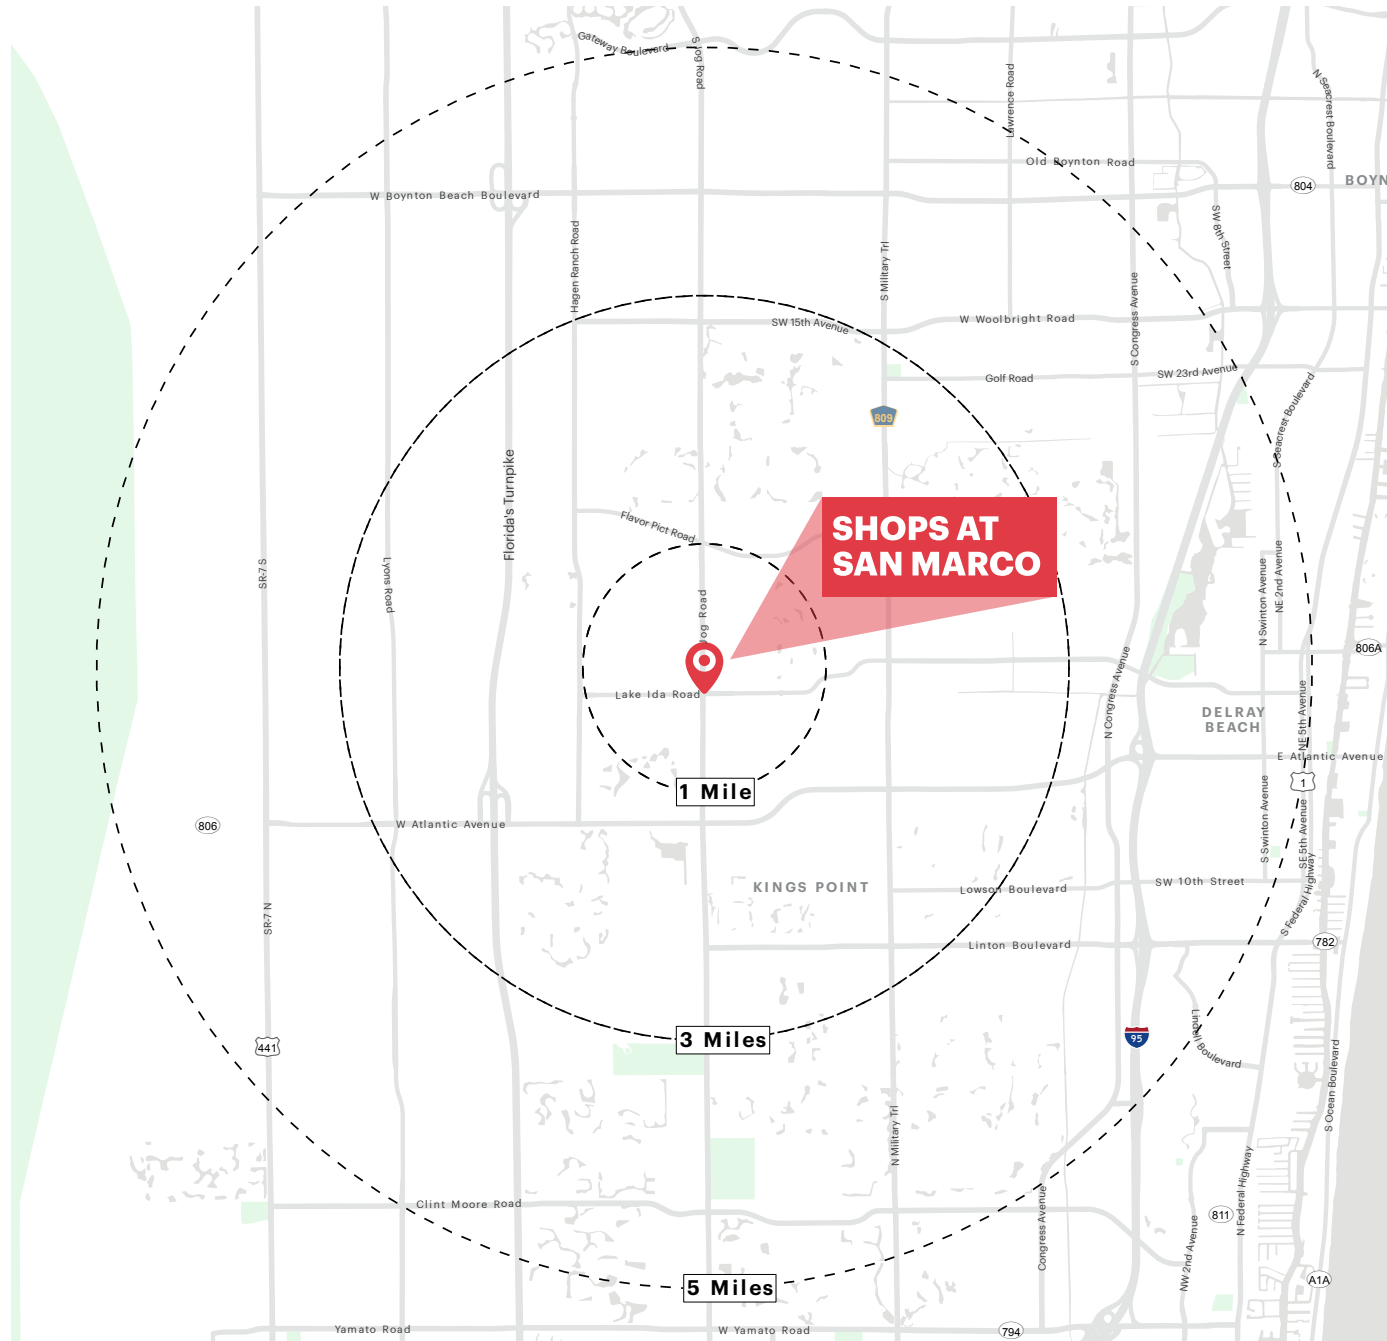 Gateway Boulevard
S Jog Road
Lawrence Road
N Seacrest Boulevard
Old Boynton Road
804
BOYN
W Boynton Beach Boulevard
Hagen Ranch Road
S Military Trl
SW 8th Street
S Congress Avenue
SW 15th Avenue
W Woolbright Road
Golf Road
SW 23rd Avenue
S Seacrest Boulevard
809
Florida's Turnpike
Flavor Pict Road
SHOPS AT
SAN MARCO
SR-7 S
Lyons Road
Jog Road
N Swinton Avenue
NE 2nd Avenue
806A
Lake Ida Road
N Congress Avenue
DELRAY
BEACH
NE 5th Avenue
E Atlantic Avenue
1
1 Mile
806
W Atlantic Avenue
S Swinton Avenue
SE 5th Avenue
KINGS POINT
Lowson Boulevard
SW 10th Street
S Federal Highway
SR-7 N
Linton Boulevard
782
3 Miles
441
95
Lindell Boulevard
S Ocean Boulevard
N Military Trl
Clint Moore Road
Congress Avenue
N Federal Highway
811
NW 2nd Avenue
A1A
5 Miles
Yamato Road
W Yamato Road
794